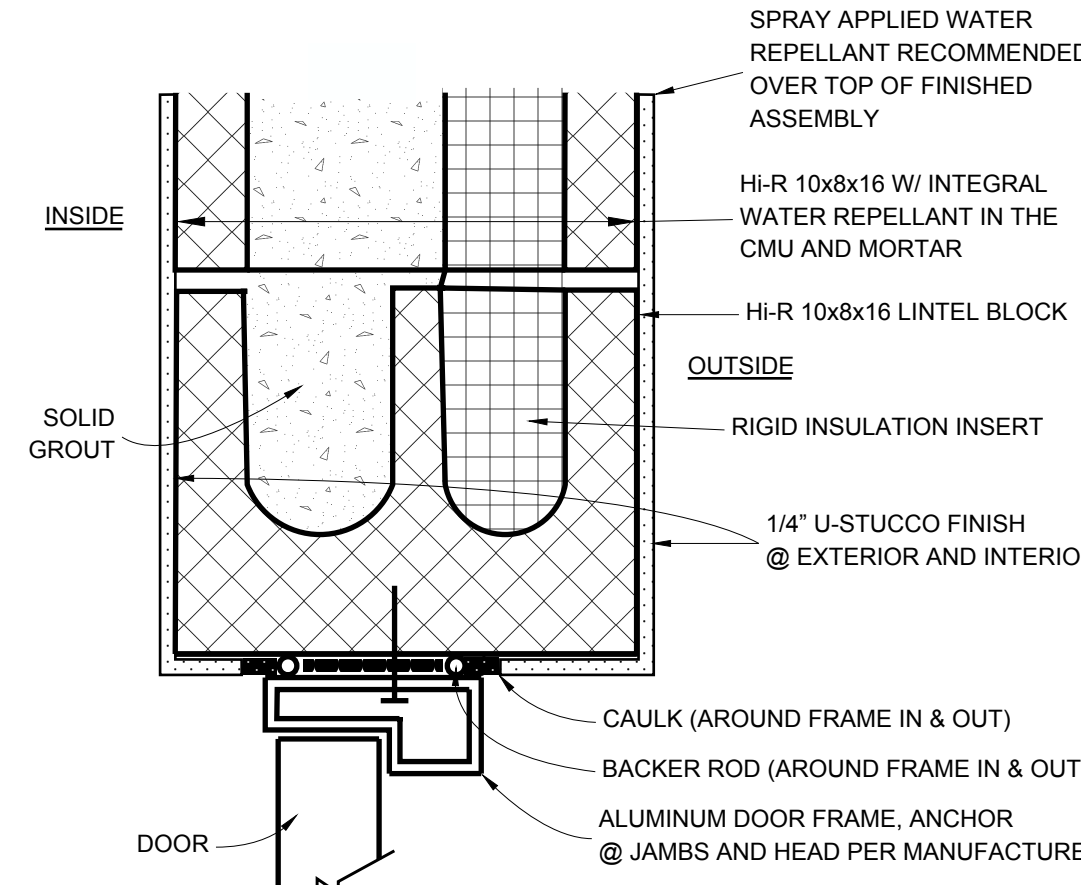 SPRAY APPLIED WATER
REPELLANT RECOMMENDED
OVER TOP OF FINISHED
ASSEMBLY
Hi-R 10x8x16 W/ INTEGRAL
WATER REPELLANT IN THE
CMU AND MORTAR
INSIDE
Hi-R 10x8x16 LINTEL BLOCK
OUTSIDE
SOLID
GROUT
RIGID INSULATION INSERT
1/4” U-STUCCO FINISH
@ EXTERIOR AND INTERIO
CAULK (AROUND FRAME IN & OUT)
BACKER ROD (AROUND FRAME IN & OUT
ALUMINUM DOOR FRAME, ANCHOR
@ JAMBS AND HEAD PER MANUFACTURE
DOOR